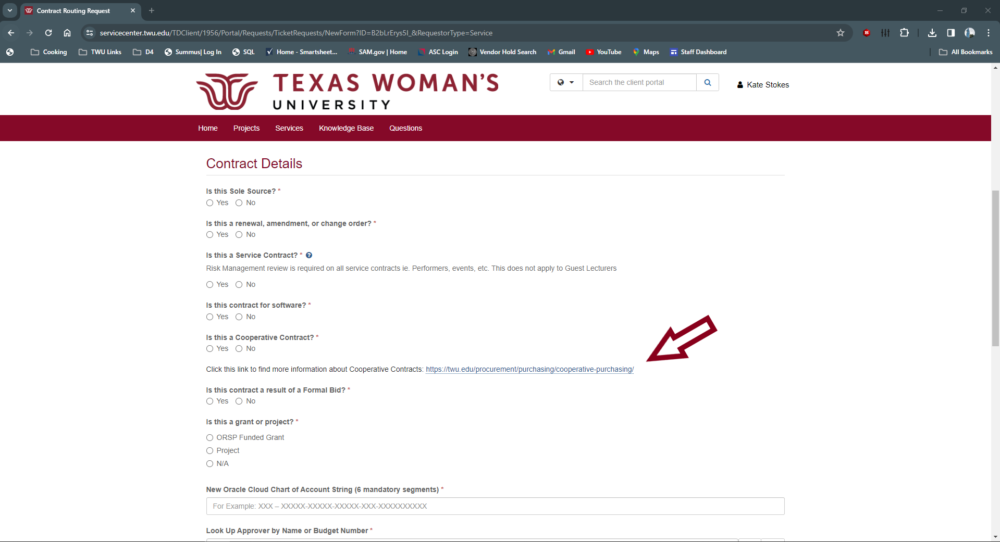 Contract Routing Request
servicecenter.twu.edu/TDClient/1956/Portal/Requests/TicketRequests/NewForm?ID=B2bLrErys5I_&RequestorType=Service
Cooking TWU Links D4 Summus| Log In SQL Home - Smartsheet... SAM.gov | Home ASC Login Vendor Hold Search Gmail YouTube Maps Staff Dashboard All Bookmarks
TEXAS WOMAN'S
UNIVERSITY
Search the client portal
Kate Stokes
Home Projects Services Knowledge Base Questions
Contract Details
Is this Sole Source? *
Yes No
Is this a renewal, amendment, or change order? *
Yes No
Is this a Service Contract? * ?
Risk Management review is required on all service contracts ie. Performers, events, etc. This does not apply to Guest Lecturers
Yes No
Is this contract for software? *
Yes No
Is this a Cooperative Contract? *
Yes No
Click this link to find more information about Cooperative Contracts: https://twu.edu/procurement/purchasing/cooperative-purchasing/
Is this contract a result of a Formal Bid? *
Yes No
Is this a grant or project? *
ORSP Funded Grant
Project
N/A
New Oracle Cloud Chart of Account String (6 mandatory segments) *
For Example: XXX – XXXXX-XXXXX-XXXXX-XXX-XXXXXXXXXX
Look Up Approver by Name or Budget Number *